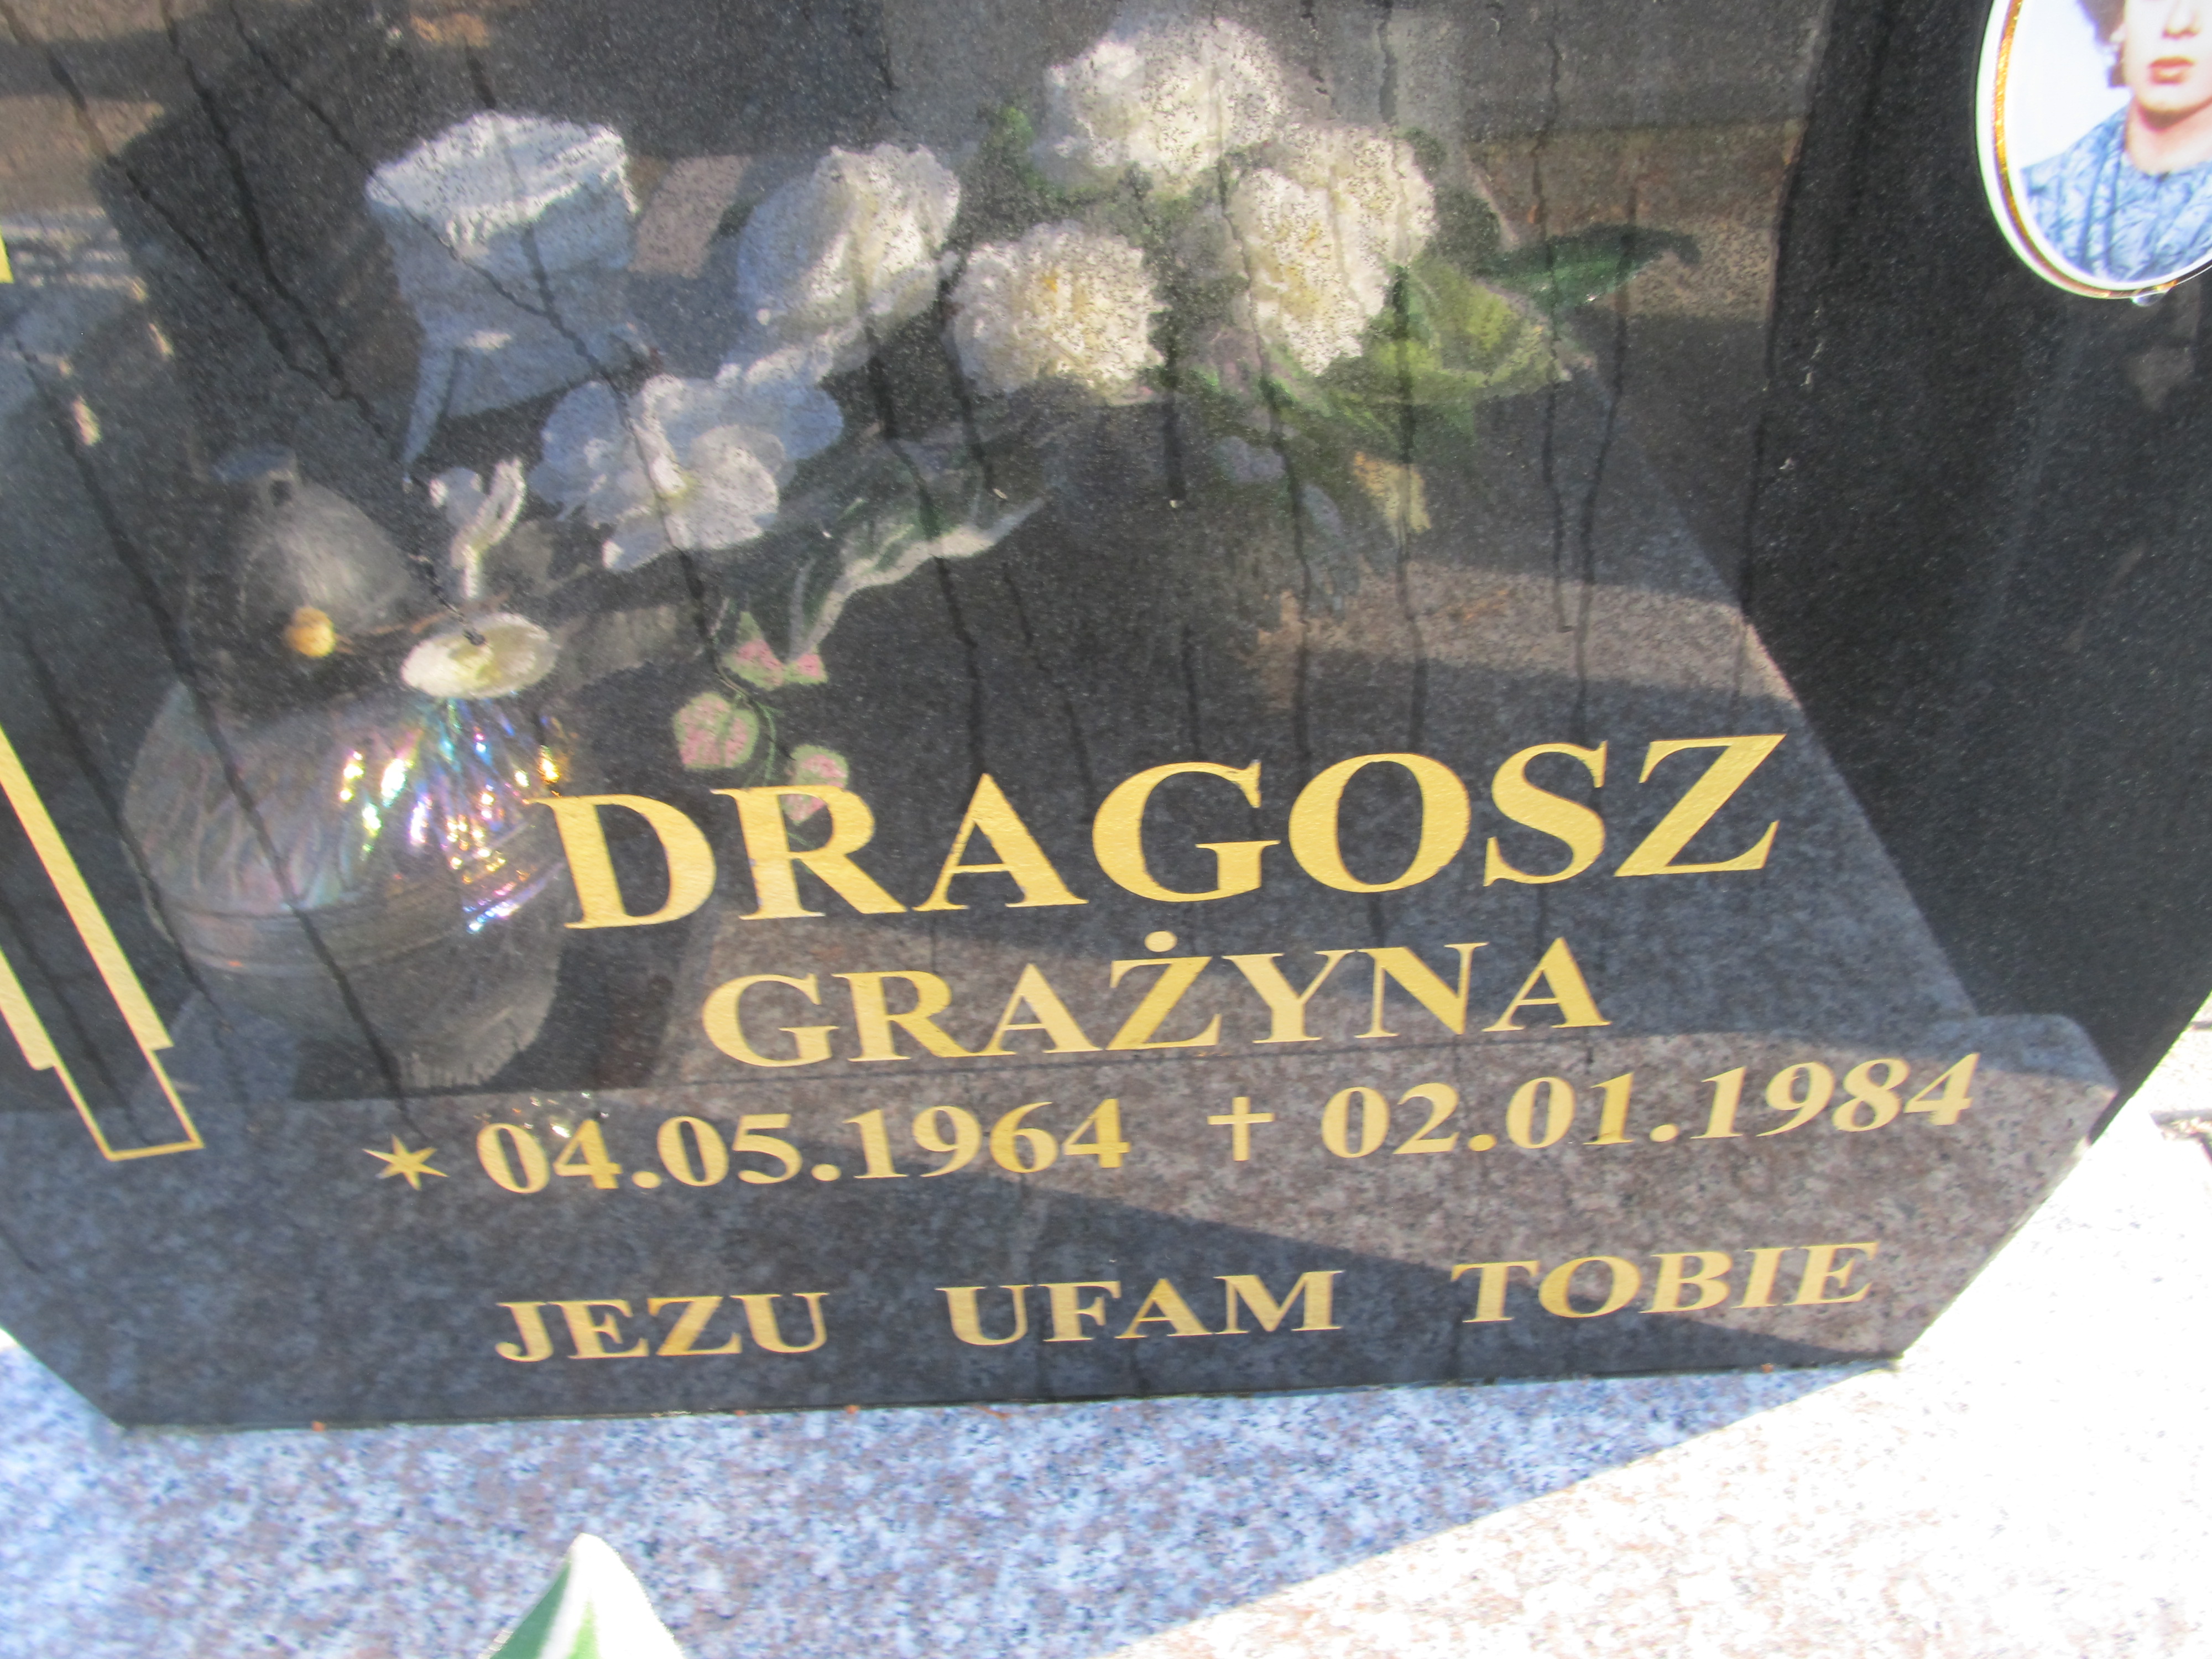 DRAGOSZ
GRAŻYNA
✶ 04.05.1964 ✝ 02.01.1984
JEZU UFAM TOBIE